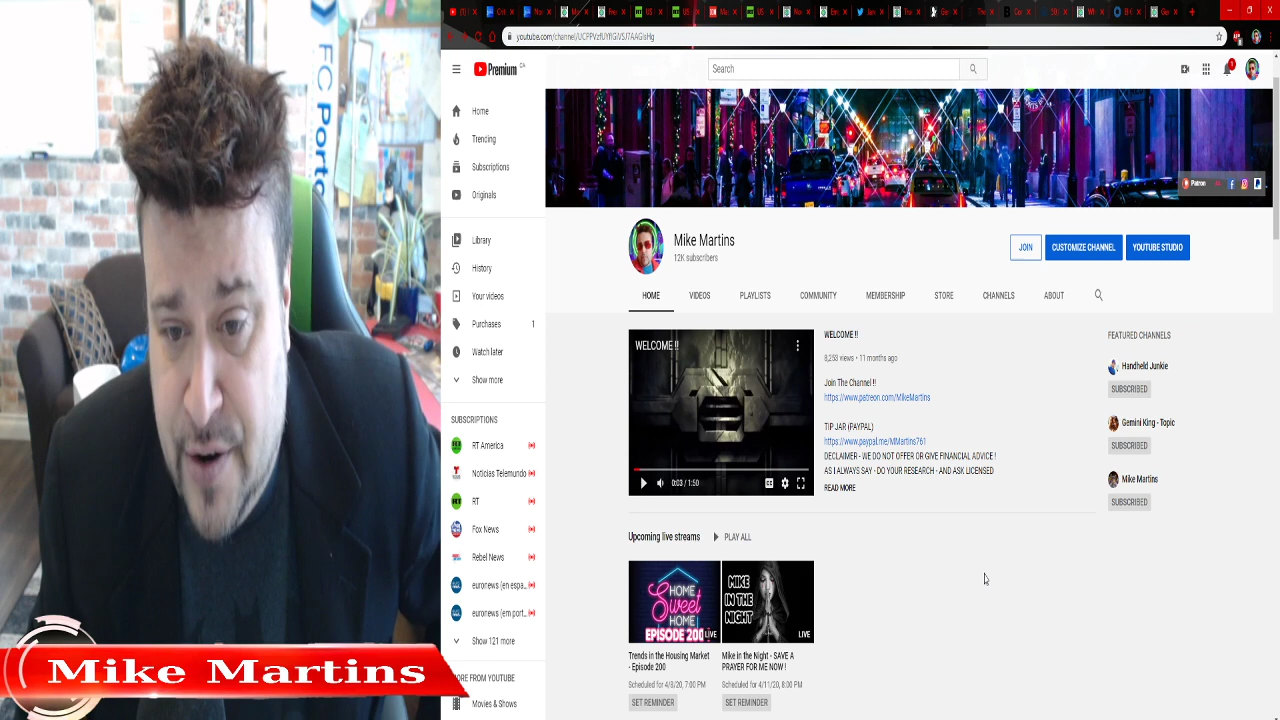 FC Porto
Mike Martins
youtube.com/channel/
Premium CA
Search
1
Home
Trending
Subscriptions
Originals
Library
History
Your videos
Purchases 1
Watch later
Show more
SUBSCRIPTIONS
RT America
Noticias Telemundo
RT
Fox News
Rebel News
euronews (en espa...
euronews (em port...
Show 121 more
MORE FROM YOUTUBE
Movies & Shows
Patron
Mike Martins
12K subscribers
JOIN
CUSTOMIZE CHANNEL
YOUTUBE STUDIO
HOME VIDEOS PLAYLISTS COMMUNITY MEMBERSHIP STORE CHANNELS ABOUT
WELCOME !!
0:03 / 1:50
WELCOME !!
8,253 views • 11 months ago
Join The Channel !!
https://www.patreon.com/MikeMartins
TIP JAR (PAYPAL)
https://www.paypal.me/MMartins761
DECLAIMER - WE DO NOT OFFER OR GIVE FINANCIAL ADVICE !
AS I ALWAYS SAY - DO YOUR RESEARCH - AND ASK LICENSED
READ MORE
FEATURED CHANNELS
Handheld Junkie
SUBSCRIBED
Gemini King - Topic
SUBSCRIBED
Mike Martins
SUBSCRIBED
Upcoming live streams PLAY ALL
HOME
Sweet
HOME
EPISODE 200
LIVE
Trends in the Housing Market
- Episode 200
Scheduled for 4/8/20, 7:00 PM
SET REMINDER
MIKE
IN THE
NIGHT
LIVE
Mike in the Night - SAVE A
PRAYER FOR ME NOW !
Scheduled for 4/11/20, 8:00 PM
SET REMINDER